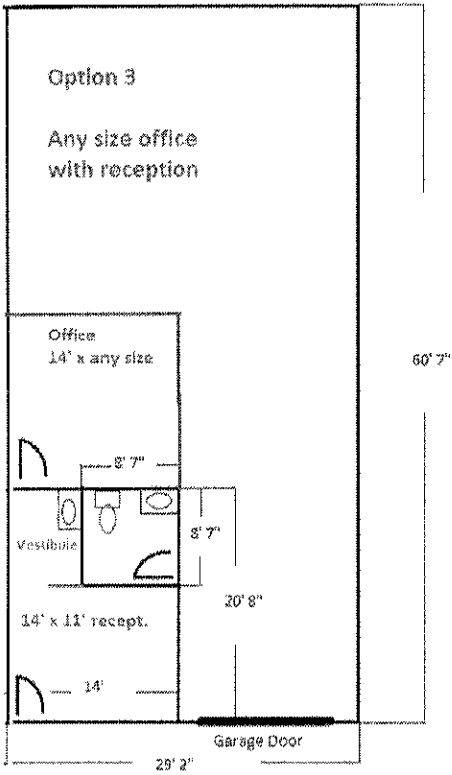 Option 3
Any size office
with reception
Office
14' x any size
60' 7"
8' 7"
8' 7"
Vestibule
20' 8"
14' x 11' recept.
14'
Garage Door
29' 2"